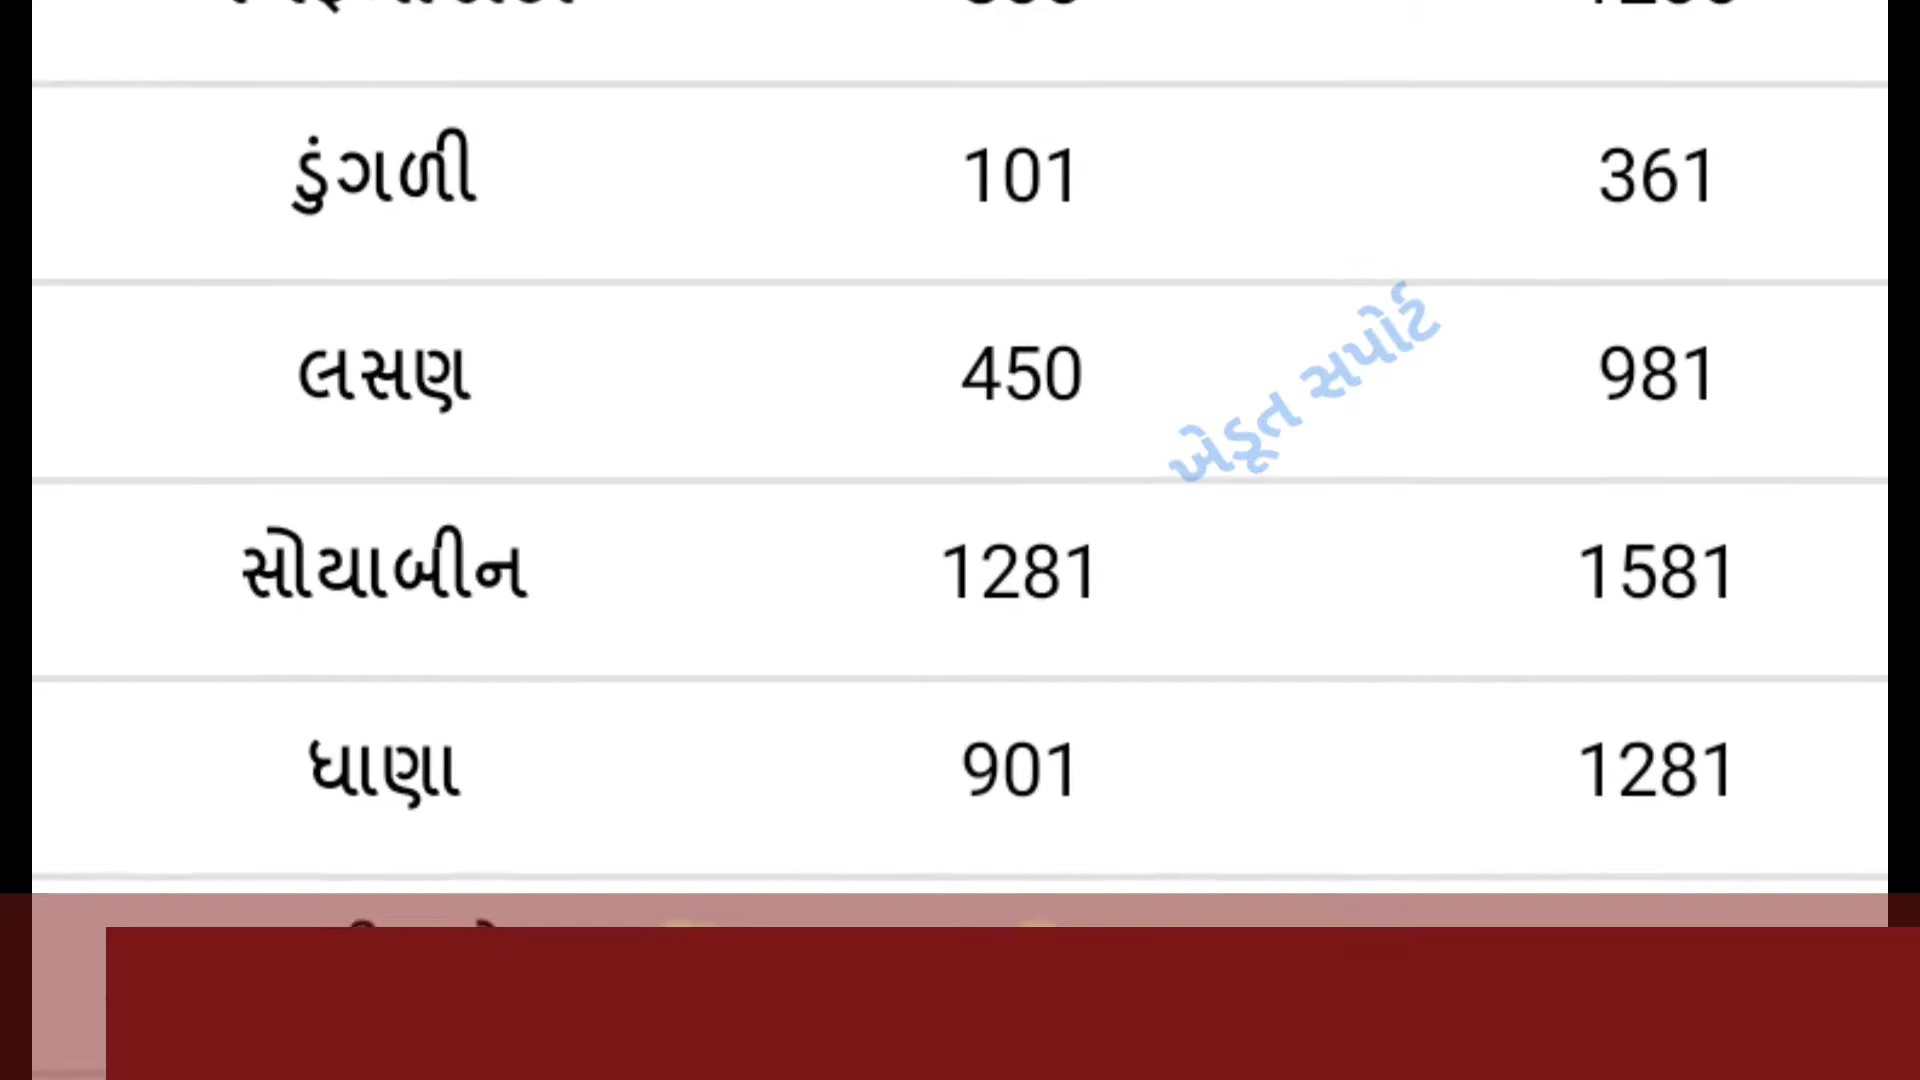 ડુંગળી 101 361
લસણ 450 981
ખેડૂત સપોર્ટ
સોયાબીન 1281 1581
ધાણા 901 1281